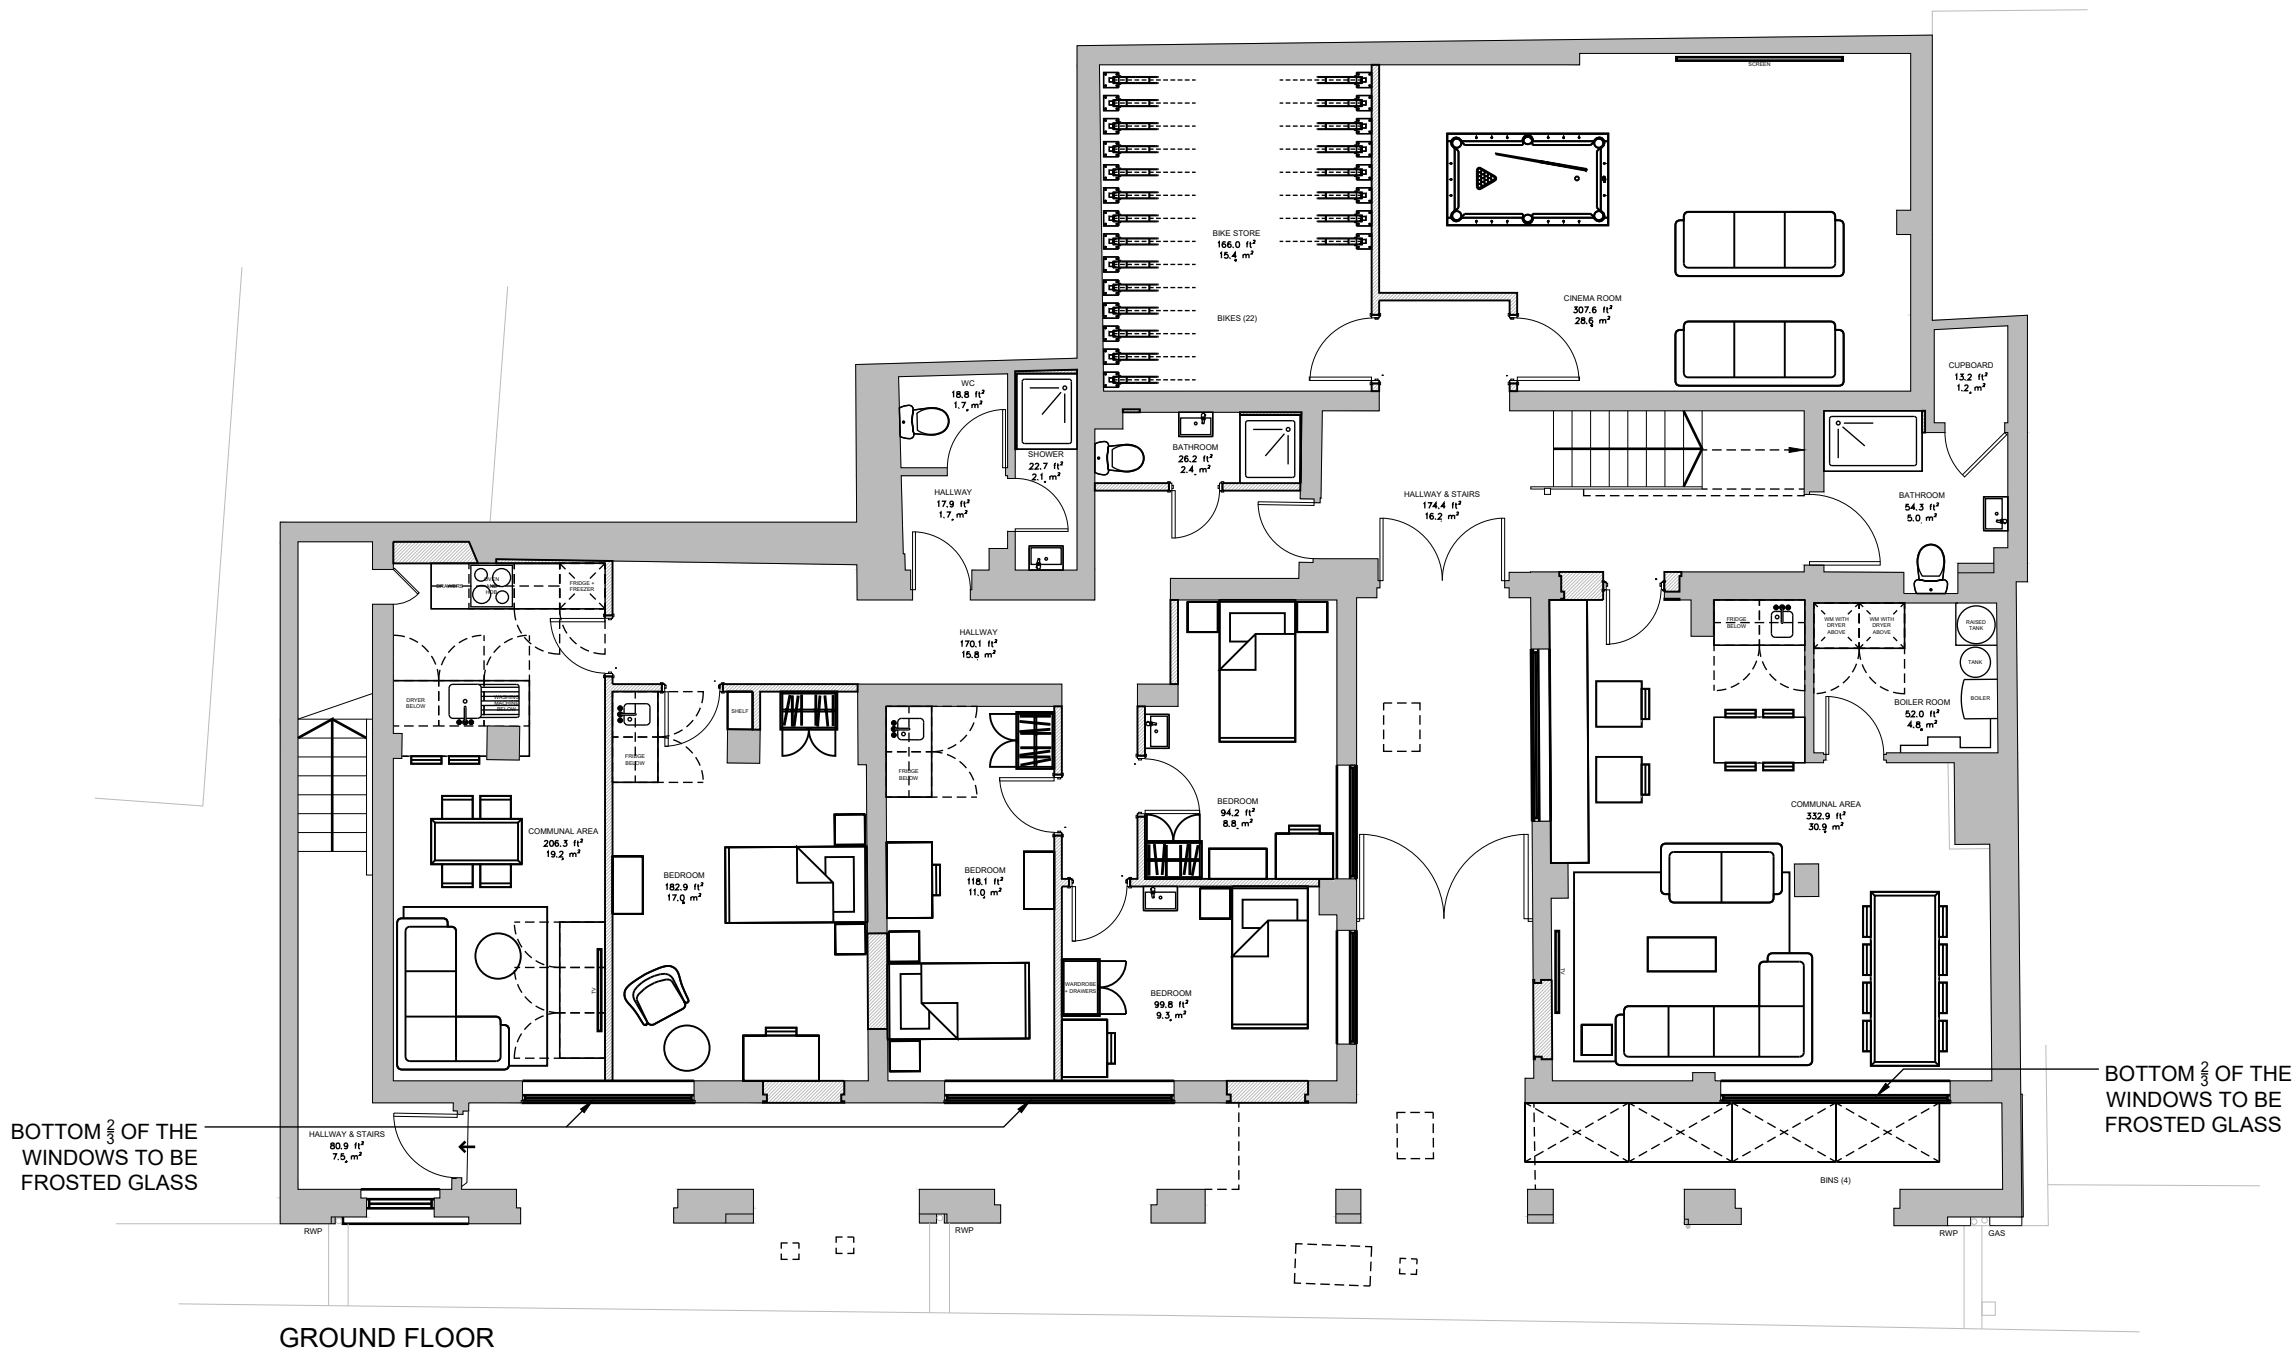 SCREEN
BIKE STORE
166.0 ft²
15.4 m²
BIKES (22)
CINEMA ROOM
307.6 ft²
28.6 m²
CUPBOARD
13.2 ft²
1.2 m²
WC
18.8 ft²
1.7 m²
SHOWER
22.7 ft²
2.1 m²
HALLWAY
17.9 ft²
1.7 m²
BATHROOM
26.2 ft²
2.4 m²
HALLWAY & STAIRS
174.4 ft²
16.2 m²
BATHROOM
54.3 ft²
5.0 m²
DRAWERS
OVEN
AND
HOB
FRIDGE +
FREEZER
HALLWAY
170.1 ft²
15.8 m²
FRIDGE
BELOW
WM WITH
DRYER
ABOVE
WM WITH
DRYER
ABOVE
RAISED
TANK
TANK
BOILER
BOILER ROOM
52.0 ft²
4.8 m²
DRYER
BELOW
WASHING
MACHINE
BELOW
SHELF
FRIDGE
BELOW
FRIDGE
BELOW
COMMUNAL AREA
206.3 ft²
19.2 m²
BEDROOM
182.9 ft²
17.0 m²
BEDROOM
118.1 ft²
11.0 m²
BEDROOM
94.2 ft²
8.8 m²
COMMUNAL AREA
332.9 ft²
30.9 m²
TV
WARDROBE
+ DRAWERS
BEDROOM
99.8 ft²
9.3 m²
TV
BOTTOM ⅔ OF THE
WINDOWS TO BE
FROSTED GLASS
HALLWAY & STAIRS
80.9 ft²
7.5 m²
BOTTOM ⅔ OF THE
WINDOWS TO BE
FROSTED GLASS
BINS (4)
RWP
RWP
RWP
GAS
GROUND FLOOR